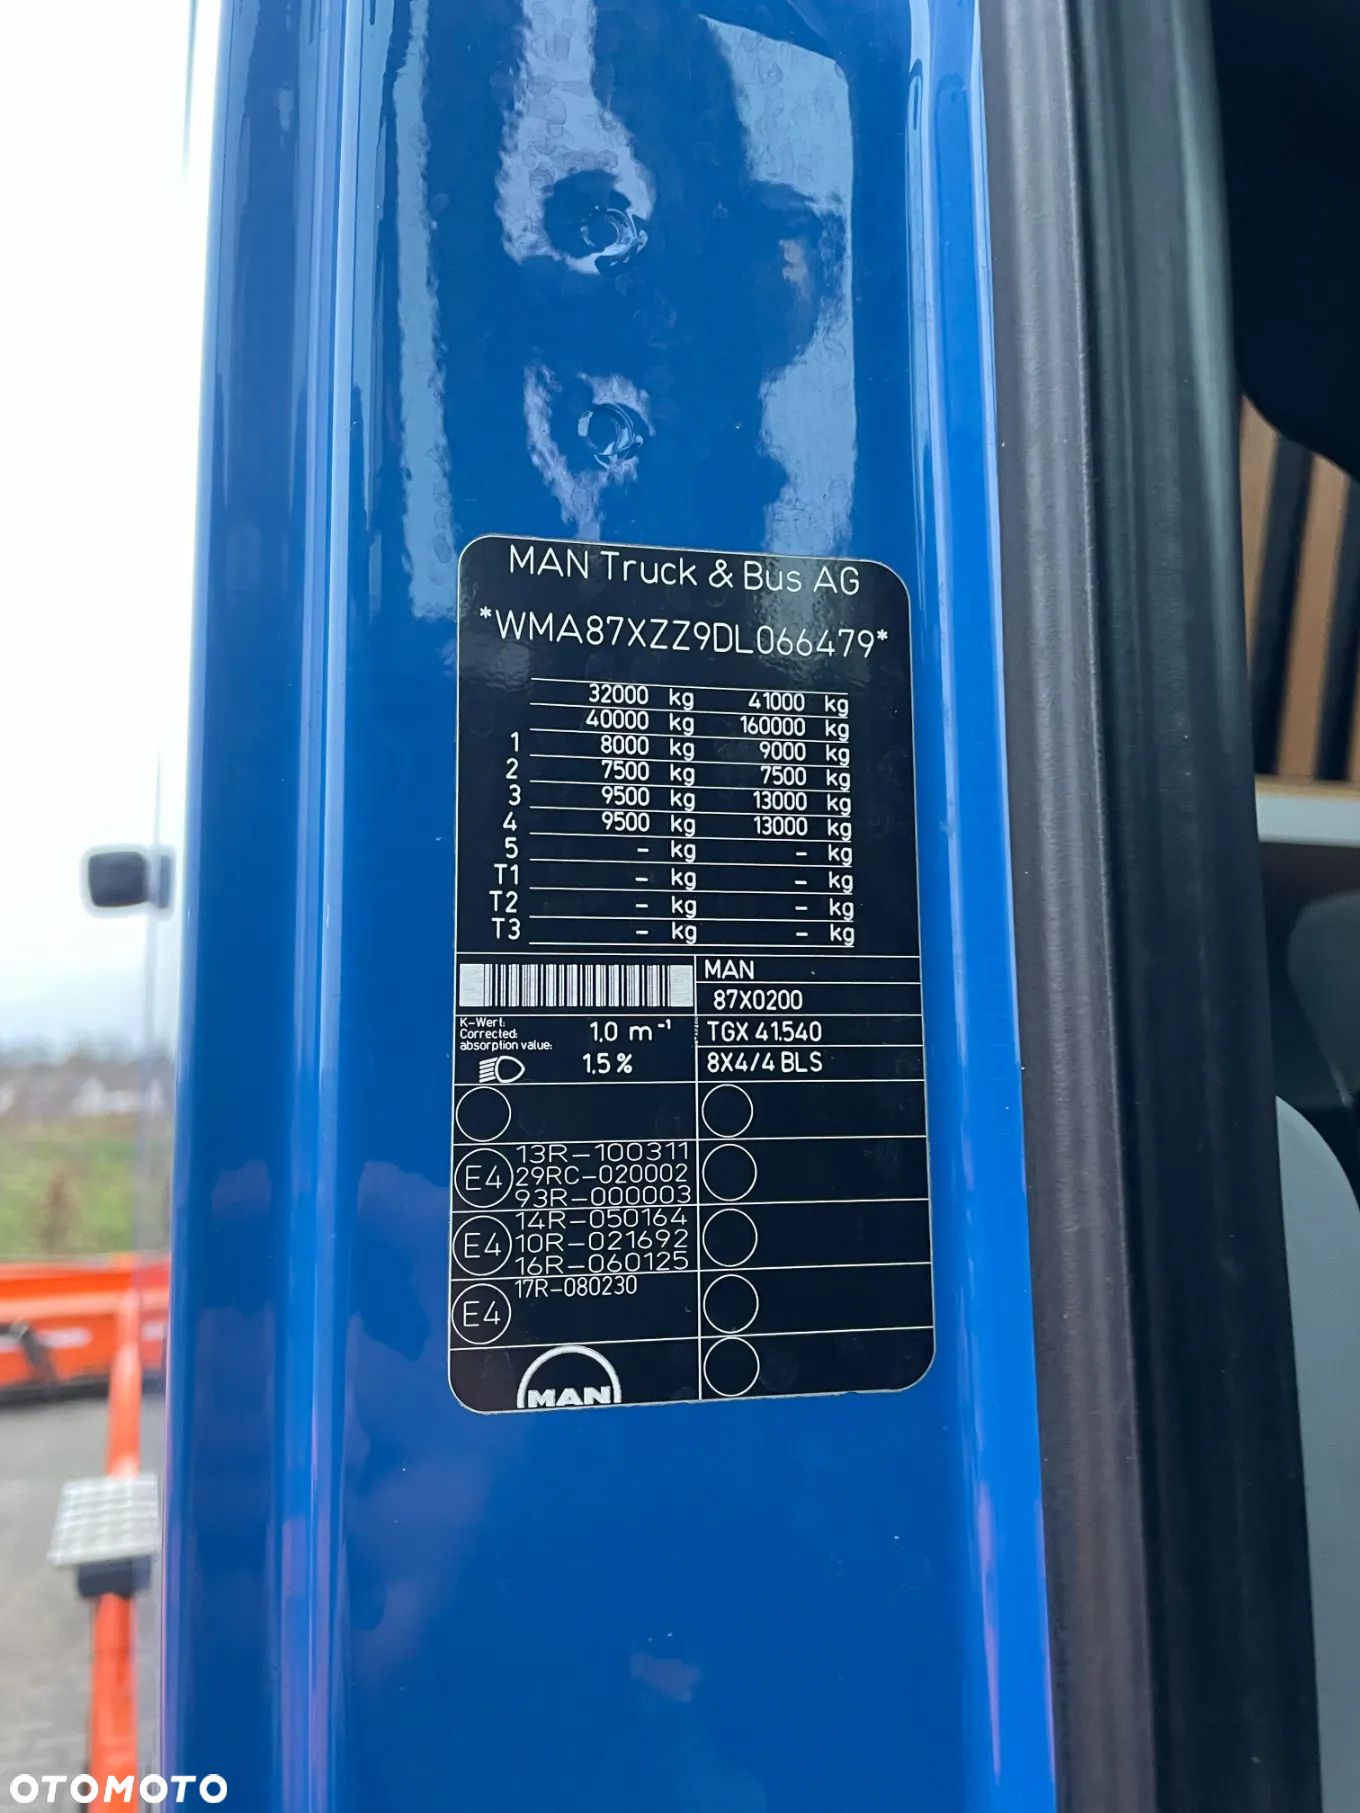 MAN Truck & Bus AG
*WMA87XZZ9DL066479*
32000 kg 41000 kg
40000 kg 160000 kg
1 8000 kg 9000 kg
2 7500 kg 7500 kg
3 9500 kg 13000 kg
4 9500 kg 13000 kg
5 - kg - kg
T1 - kg - kg
T2 - kg - kg
T3 - kg - kg
MAN
87X0200
K-Wert:
Corrected:
absorption value:
1,0 m⁻¹
TGX 41.540
1.5 %
8X4/4 BLS
13R-100311
E4 29RC-020002
93R-000003
14R-050164
E4 10R-021692
16R-060125
17R-080230
E4
MAN
OTOMOTO